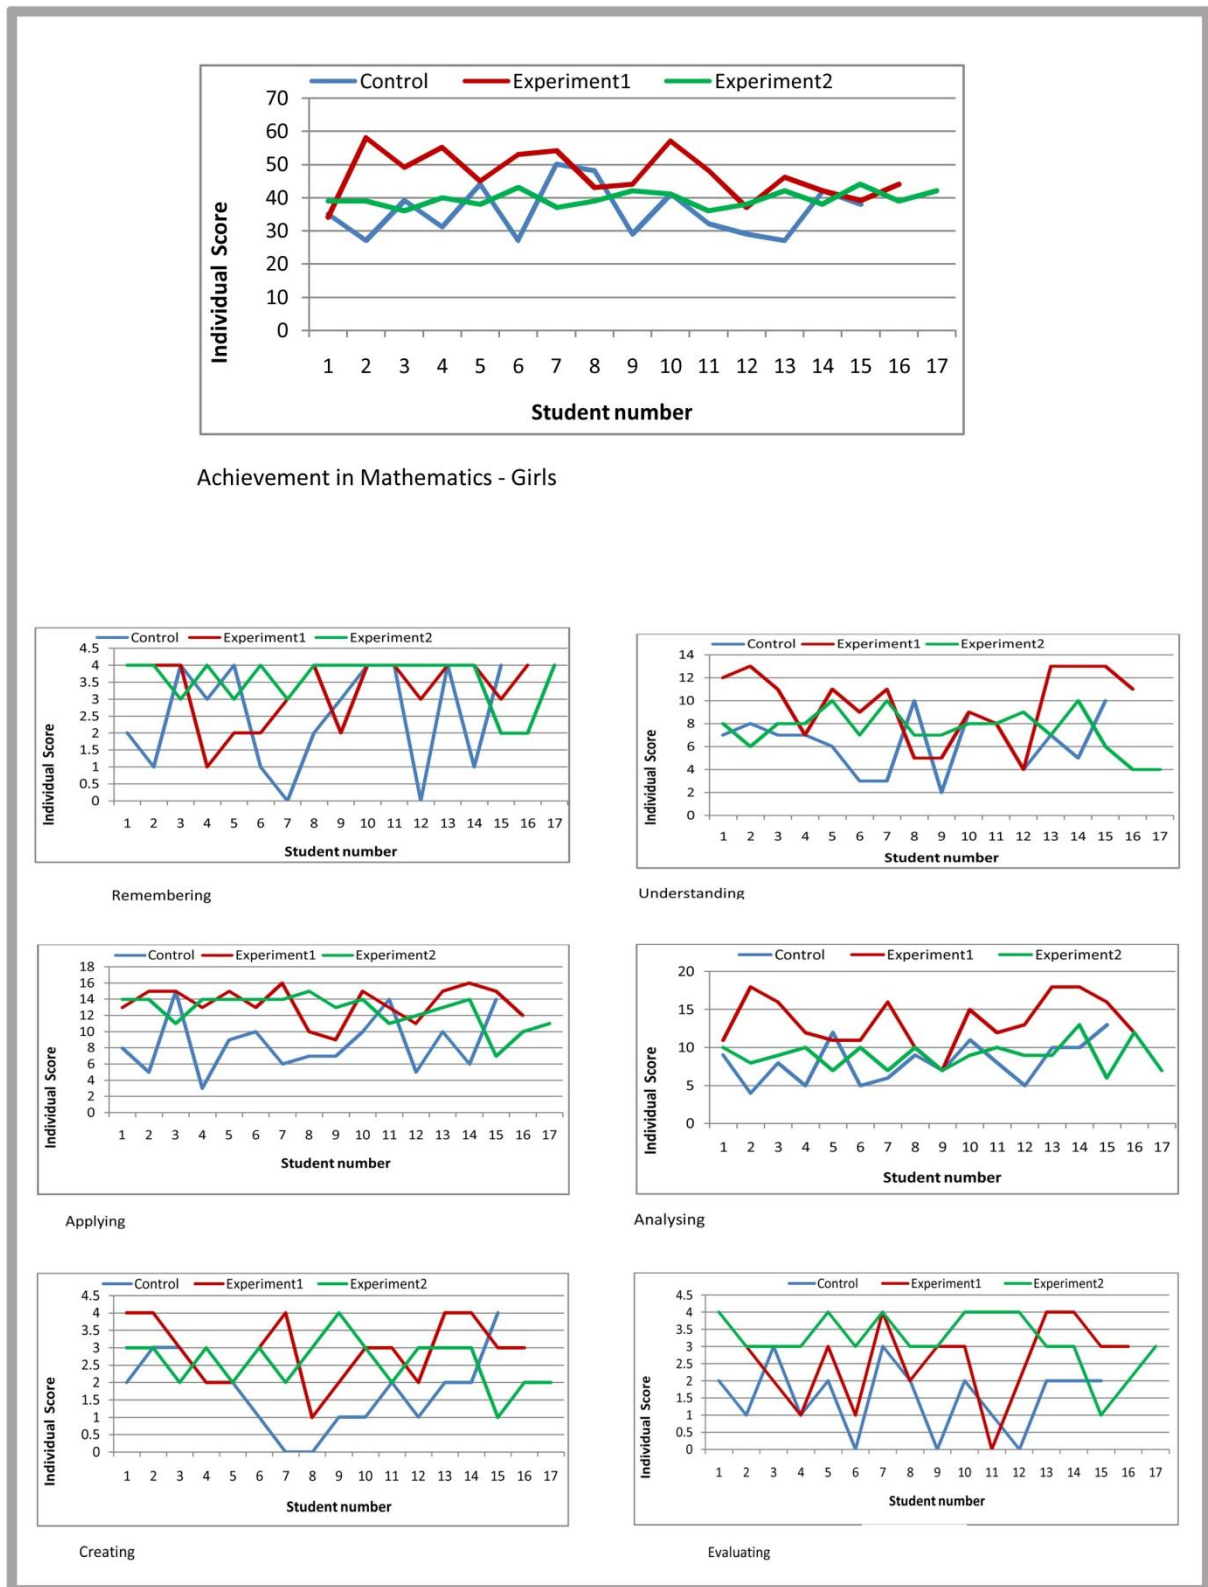 Control Experiment1 Experiment2
70
60
50
40
30
20
10
0
Individual Score
1 2 3 4 5 6 7 8 9 10 11 12 13 14 15 16 17
Student number
Achievement in Mathematics - Girls
Control Experiment1 Experiment2
4.5
4
3.5
3
2.5
2
1.5
1
0.5
0
Individual Score
1 2 3 4 5 6 7 8 9 10 11 12 13 14 15 16 17
Student number
Remembering
Control Experiment1 Experiment2
14
12
10
8
6
4
2
0
Individual Score
1 2 3 4 5 6 7 8 9 10 11 12 13 14 15 16 17
Student number
Understanding
Control Experiment1 Experiment2
18
16
14
12
10
8
6
4
2
0
Individual Score
1 2 3 4 5 6 7 8 9 10 11 12 13 14 15 16 17
Student number
Applying
Control Experiment1 Experiment2
20
15
10
5
0
Individual Score
1 2 3 4 5 6 7 8 9 10 11 12 13 14 15 16 17
Student number
Analysing
Control Experiment1 Experiment2
4.5
4
3.5
3
2.5
2
1.5
1
0.5
0
Individual Score
1 2 3 4 5 6 7 8 9 10 11 12 13 14 15 16 17
Student number
Creating
Control Experiment1 Experiment2
4.5
4
3.5
3
2.5
2
1.5
1
0.5
0
Individual Score
1 2 3 4 5 6 7 8 9 10 11 12 13 14 15 16 17
Student number
Evaluating